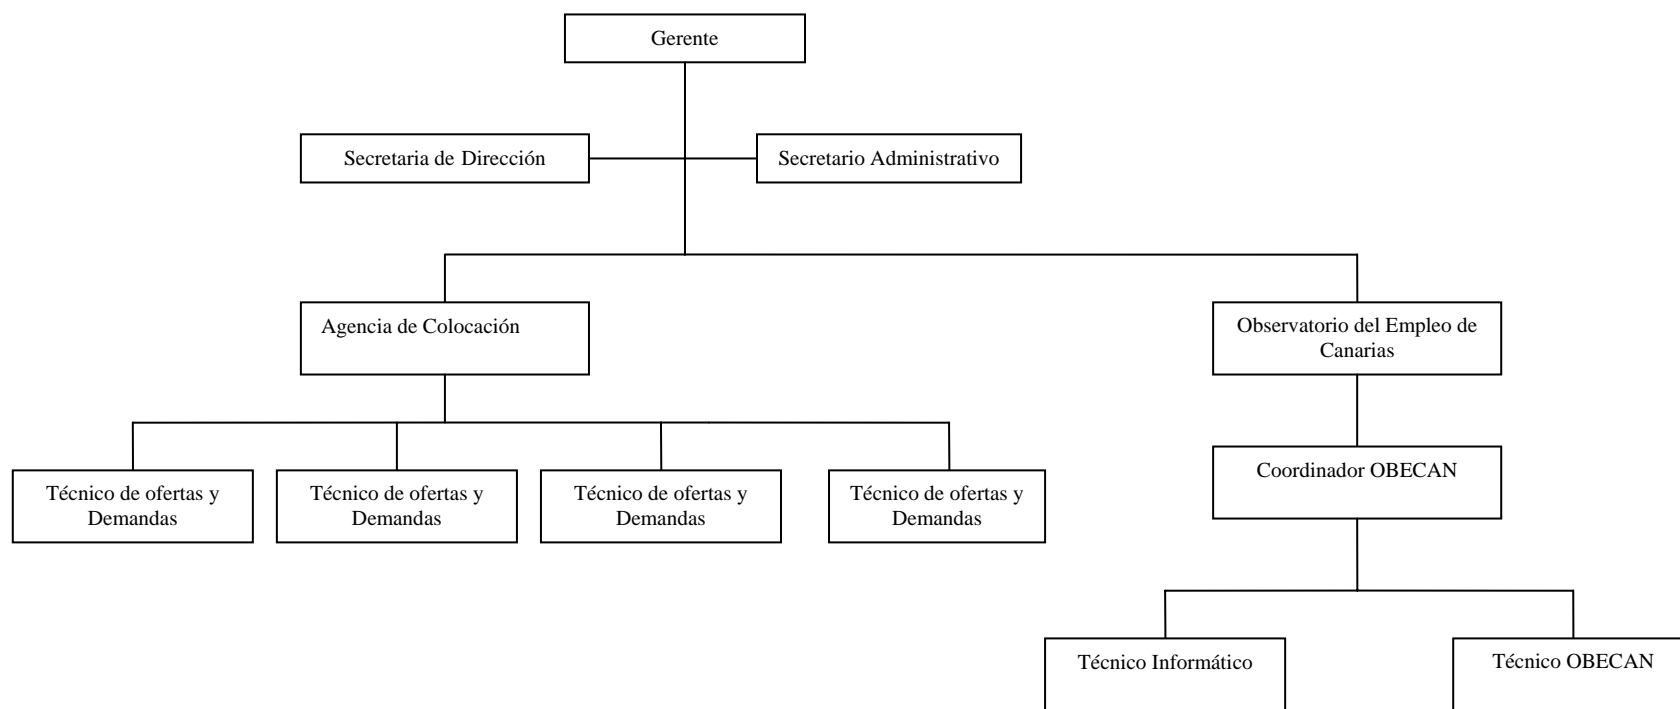 Gerente
Secretaria de Dirección
Secretario Administrativo
Agencia de Colocación
Observatorio del Empleo de
Canarias
Coordinador OBECAN
Técnico de ofertas y
Demandas
Técnico de ofertas y
Demandas
Técnico de ofertas y
Demandas
Técnico de ofertas y
Demandas
Técnico Informático
Técnico OBECAN